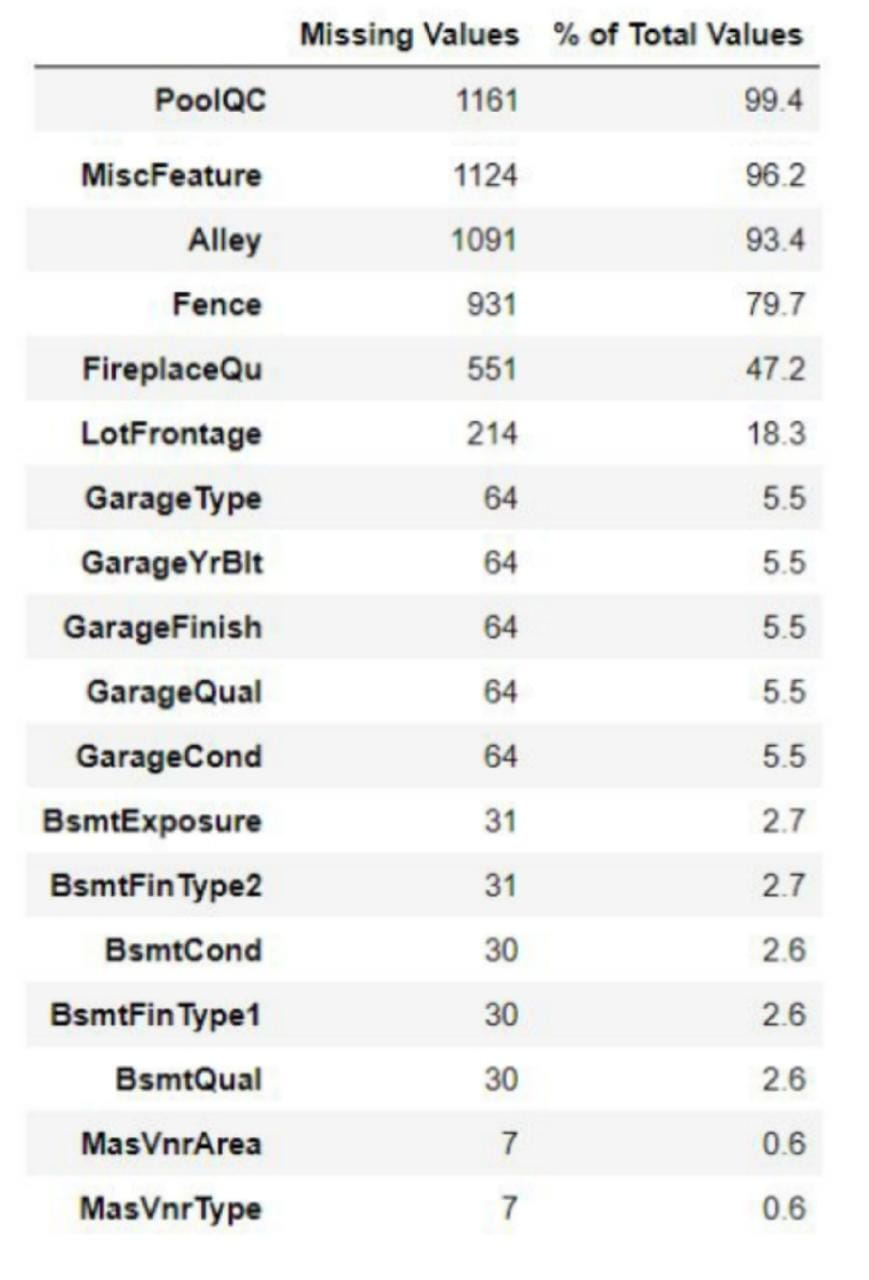 Missing Values % of Total Values
PoolQC 1161 99.4
MiscFeature 1124 96.2
Alley 1091 93.4
Fence 931 79.7
FireplaceQu 551 47.2
LotFrontage 214 18.3
GarageType 64 5.5
GarageYrBlt 64 5.5
GarageFinish 64 5.5
GarageQual 64 5.5
GarageCond 64 5.5
BsmtExposure 31 2.7
BsmtFinType2 31 2.7
BsmtCond 30 2.6
BsmtFinType1 30 2.6
BsmtQual 30 2.6
MasVnrArea 7 0.6
MasVnrType 7 0.6